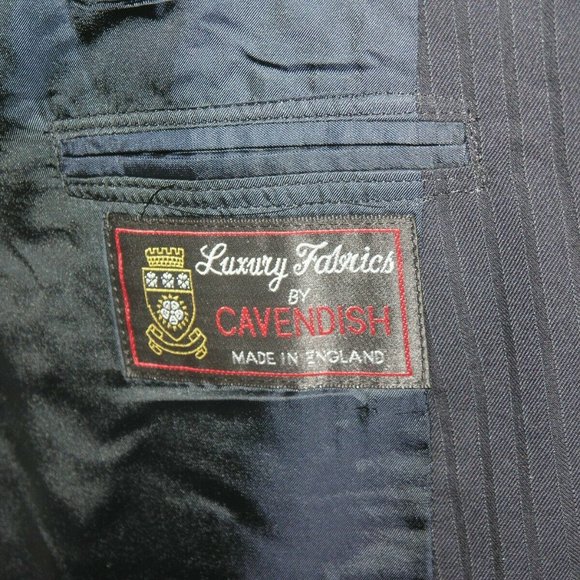 Luxury Fabrics
BY
CAVENDISH
MADE IN ENGLAND